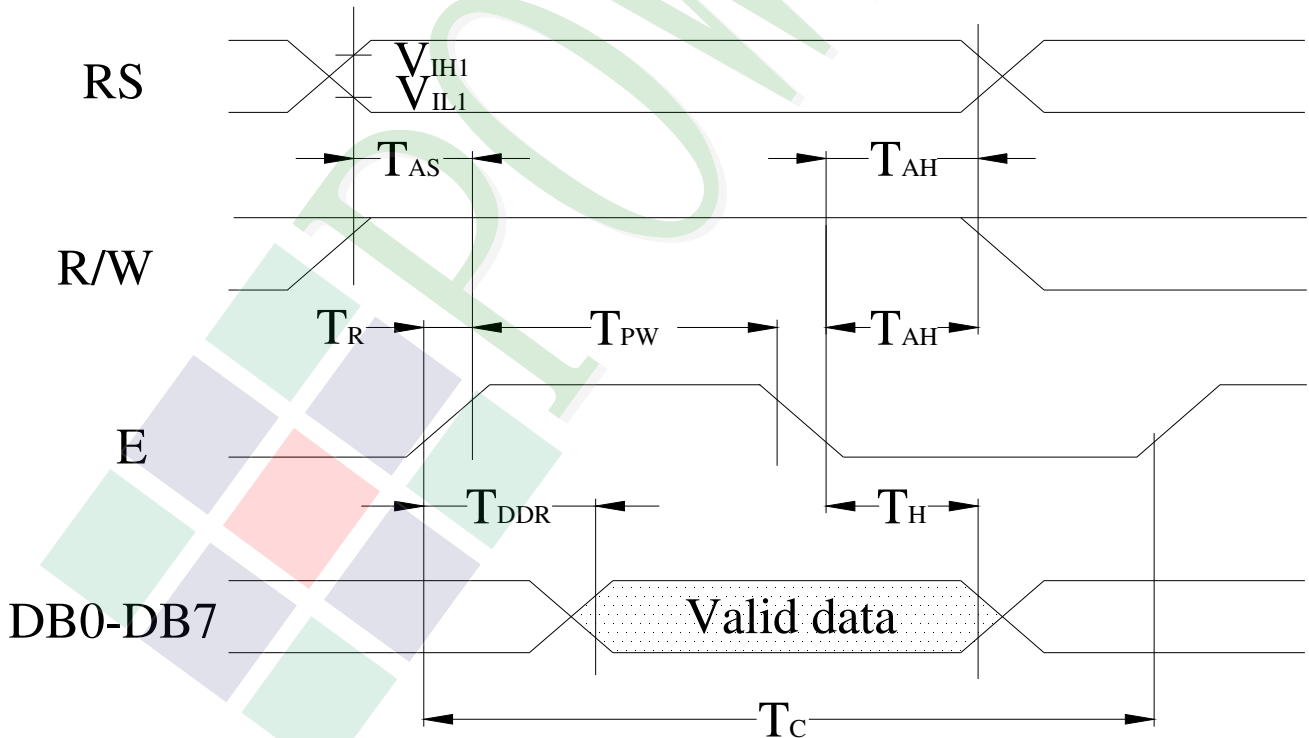 RS
VIH1
VIL1
TAS
TAH
R/W
TR
TPW
TAH
E
TDDR
TH
DB0-DB7
Valid data
TC